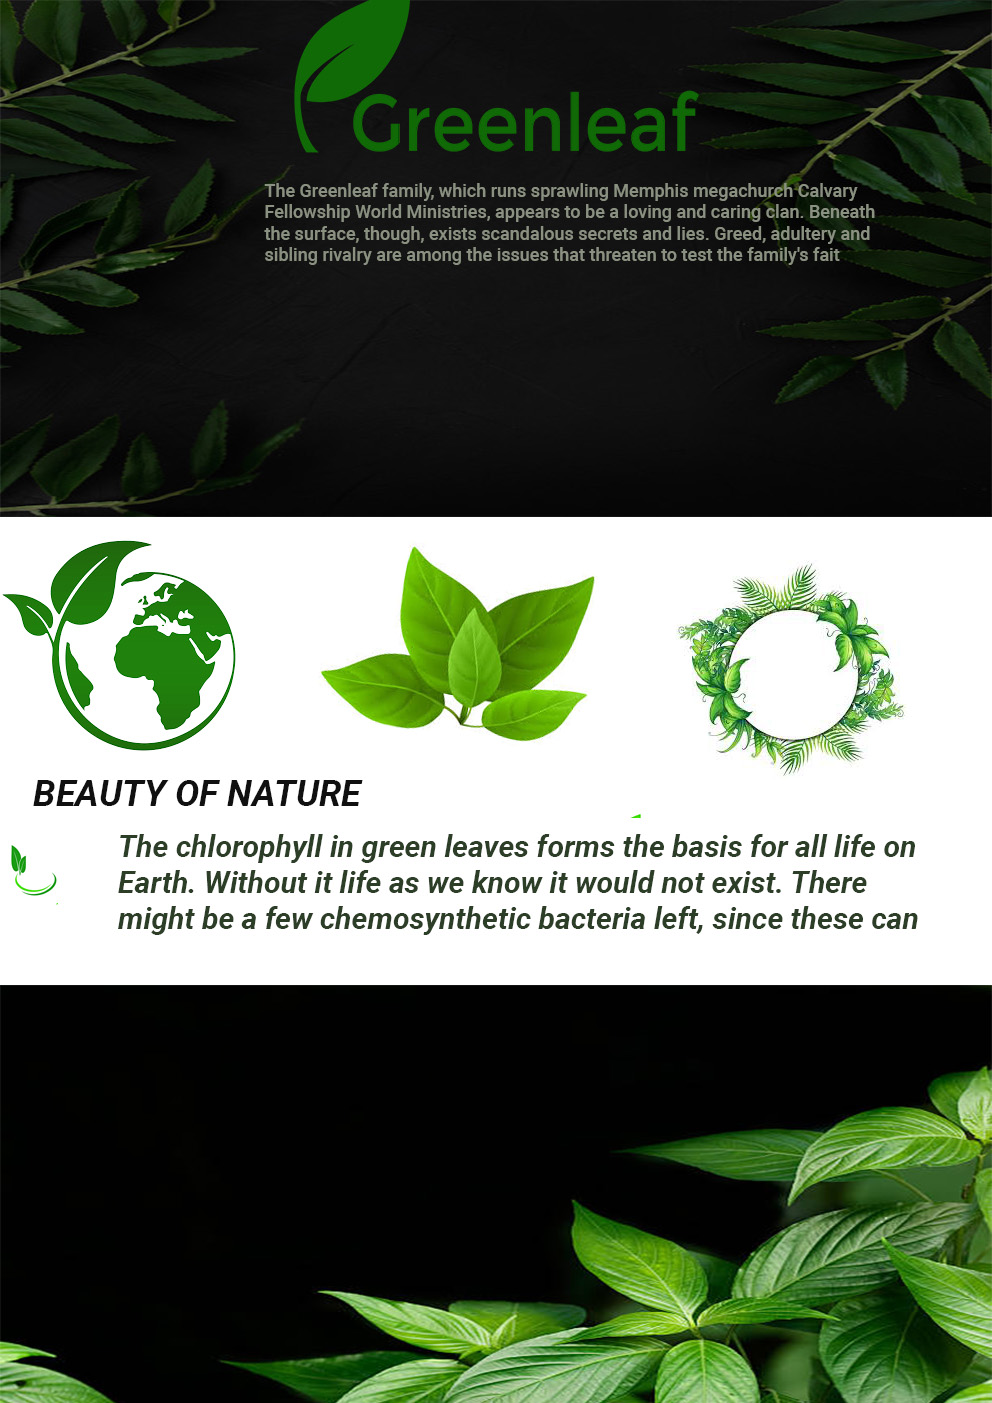 Greenleaf
The Greenleaf family, which runs sprawling Memphis megachurch Calvary
Fellowship World Ministries, appears to be a loving and caring clan. Beneath
the surface, though, exists scandalous secrets and lies. Greed, adultery and
sibling rivalry are among the issues that threaten to test the family's fait
BEAUTY OF NATURE
The chlorophyll in green leaves forms the basis for all life on
Earth. Without it life as we know it would not exist. There
might be a few chemosynthetic bacteria left, since these can